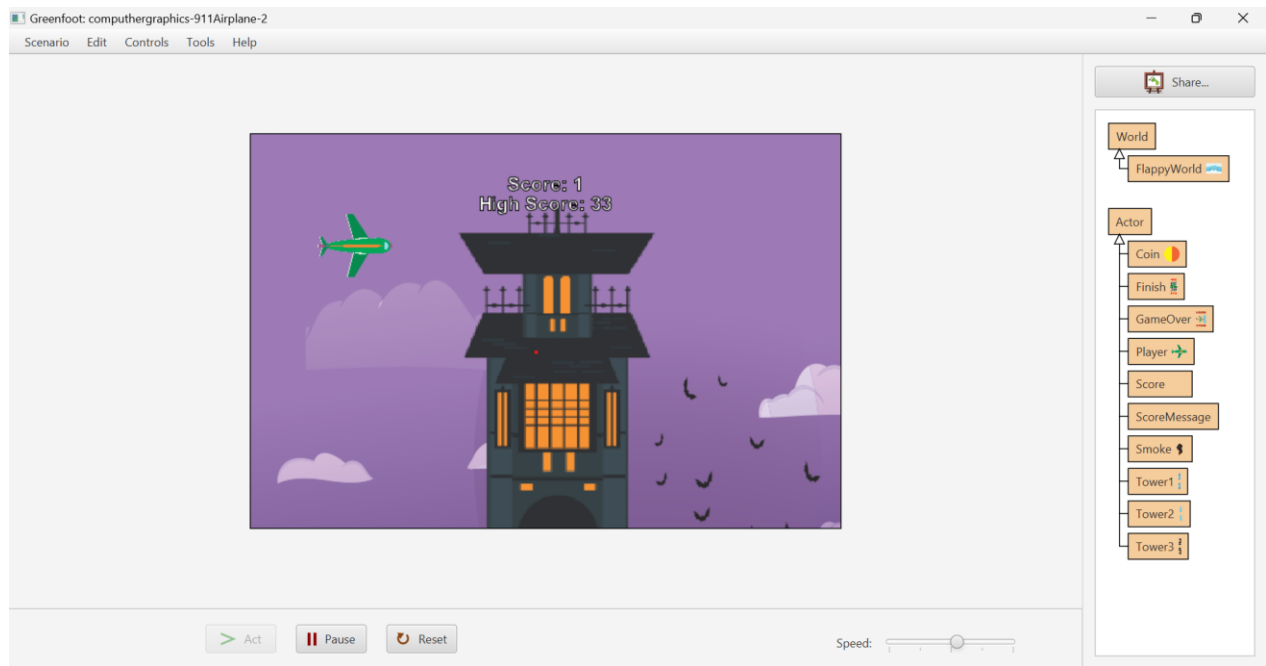 Greenfoot: computhergraphics-911Airplane-2
Scenario Edit Controls Tools Help
Share...
World
FlappyWorld
Actor
Coin
Finish
GameOver
Player
Score
ScoreMessage
Smoke
Tower1
Tower2
Tower3
Score: 1
High Score: 33
Act Pause Reset
Speed: